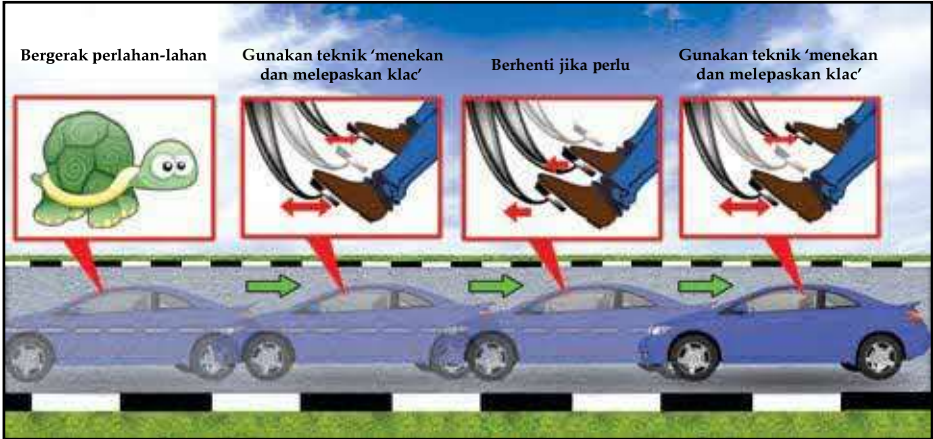 Bergerak perlahan-lahan
Gunakan teknik ‘menekan
dan melepaskan klac’
Berhenti jika perlu
Gunakan teknik ‘menekan
dan melepaskan klac’